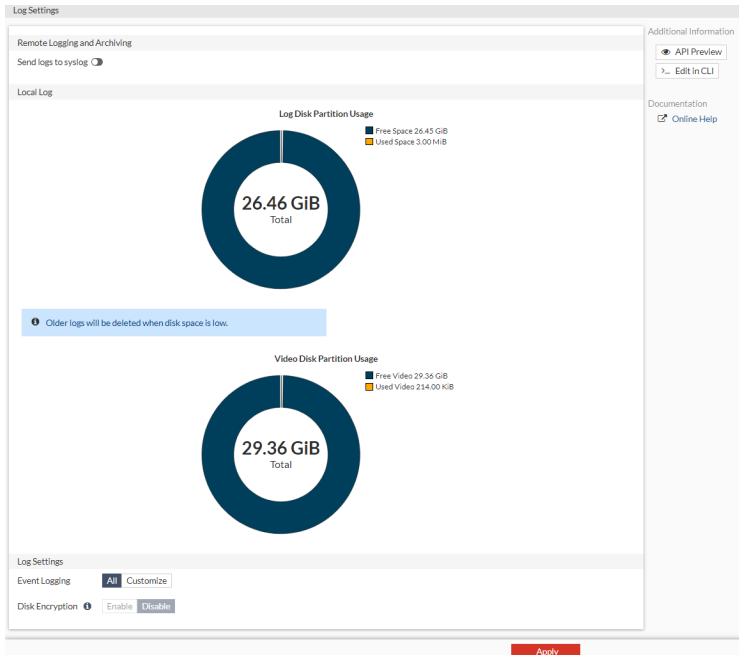 Log Settings
Additional Information
API Preview
>_ Edit in CLI
Documentation
Online Help
Remote Logging and Archiving
Send logs to syslog
Local Log
Log Disk Partition Usage
Free Space 26.45 GiB
Used Space 3.00 MiB
26.46 GiB
Total
Older logs will be deleted when disk space is low.
Video Disk Partition Usage
Free Video 29.36 GiB
Used Video 214.00 KiB
29.36 GiB
Total
Log Settings
Event Logging All Customize
Disk Encryption Enable Disable
Apply